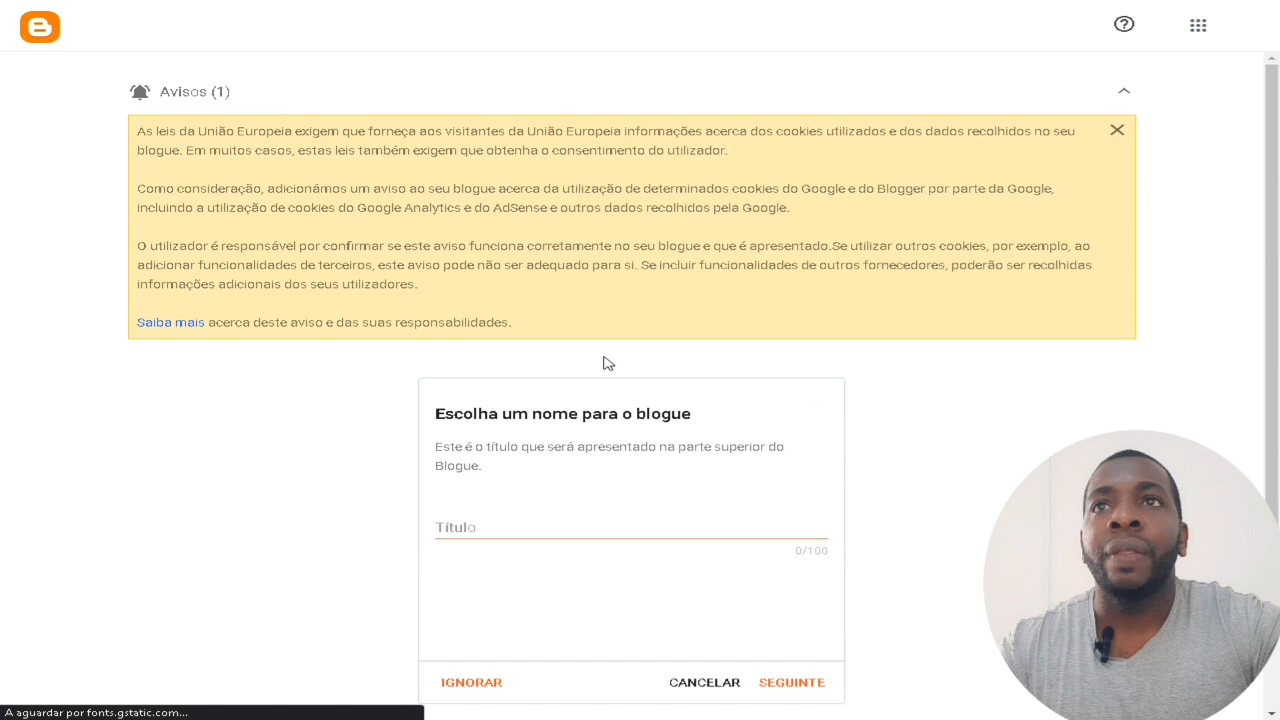 Avisos (1)
As leis da União Europeia exigem que forneça aos visitantes da União Europeia informações acerca dos cookies utilizados e dos dados recolhidos no seu
blogue. Em muitos casos, estas leis também exigem que obtenha o consentimento do utilizador.
Como consideração, adicionámos um aviso ao seu blogue acerca da utilização de determinados cookies do Google e do Blogger por parte da Google,
incluindo a utilização de cookies do Google Analytics e do AdSense e outros dados recolhidos pela Google.
O utilizador é responsável por confirmar se este aviso funciona corretamente no seu blogue e que é apresentado.Se utilizar outros cookies, por exemplo, ao
adicionar funcionalidades de terceiros, este aviso pode não ser adequado para si. Se incluir funcionalidades de outros fornecedores, poderão ser recolhidas
informações adicionais dos seus utilizadores.
Saiba mais acerca deste aviso e das suas responsabilidades.
Escolha um nome para o blogue
Este é o título que será apresentado na parte superior do
Blogue.
Título
0/100
IGNORAR CANCELAR SEGUINTE
A aguardar por fonts.gstatic.com...